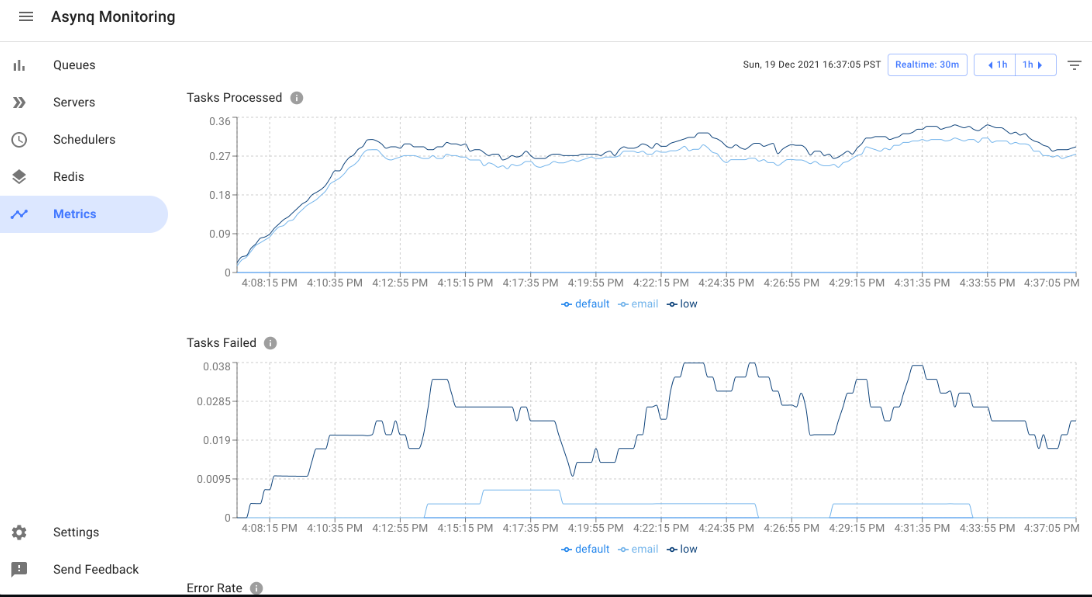 Asynq Monitoring
Queues
Servers
Schedulers
Redis
Metrics
Settings
Send Feedback
Sun, 19 Dec 2021 16:37:05 PST Realtime: 30m 1h 1h
Tasks Processed
0.36
0.27
0.18
0.09
0
4:08:15 PM 4:10:35 PM 4:12:55 PM 4:15:15 PM 4:17:35 PM 4:19:55 PM 4:22:15 PM 4:24:35 PM 4:26:55 PM 4:29:15 PM 4:31:35 PM 4:33:55 PM 4:37:05 PM
default email low
Tasks Failed
0.038
0.0285
0.019
0.0095
0
4:08:15 PM 4:10:35 PM 4:12:55 PM 4:15:15 PM 4:17:35 PM 4:19:55 PM 4:22:15 PM 4:24:35 PM 4:26:55 PM 4:29:15 PM 4:31:35 PM 4:33:55 PM 4:37:05 PM
default email low
Error Rate